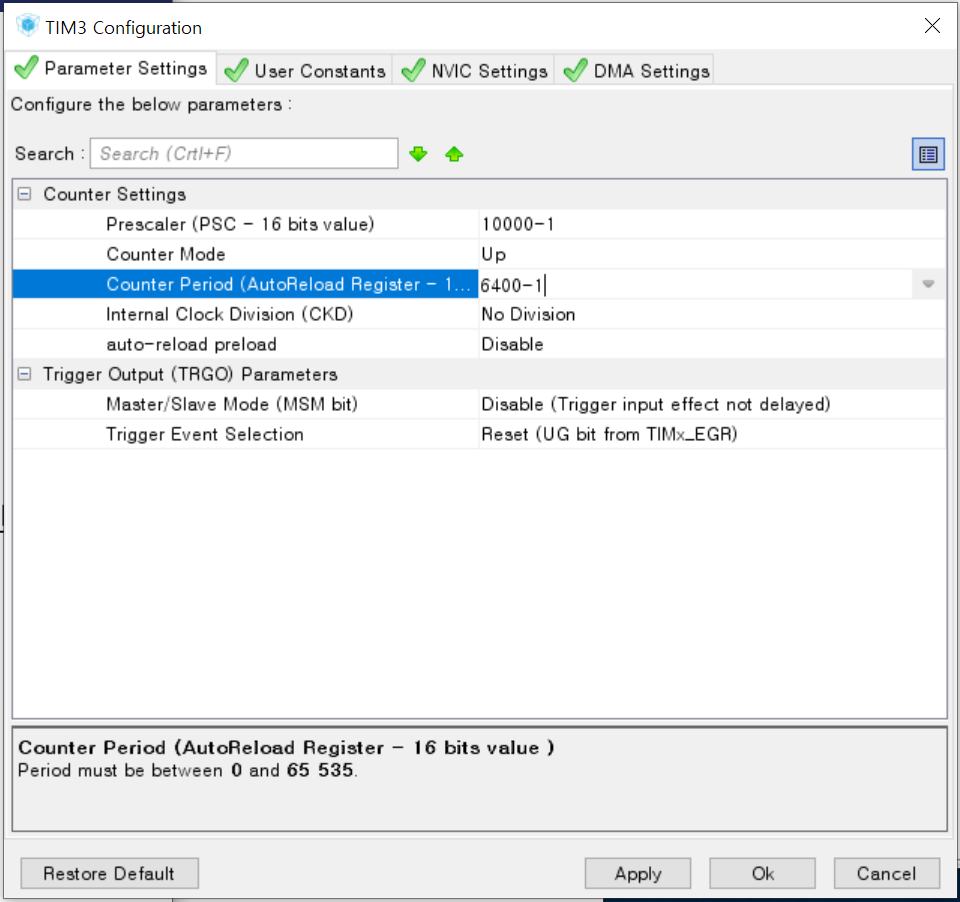 TIM3 Configuration
Parameter Settings
User Constants
NVIC Settings
DMA Settings
Configure the below parameters :
Search :
Search (Crtl+F)
Counter Settings
Prescaler (PSC - 16 bits value) 10000-1
Counter Mode Up
Counter Period (AutoReload Register - 1... 6400-1
Internal Clock Division (CKD) No Division
auto-reload preload Disable
Trigger Output (TRGO) Parameters
Master/Slave Mode (MSM bit) Disable (Trigger input effect not delayed)
Trigger Event Selection Reset (UG bit from TIMx_EGR)
Counter Period (AutoReload Register - 16 bits value )
Period must be between 0 and 65 535.
Restore Default
Apply
Ok
Cancel